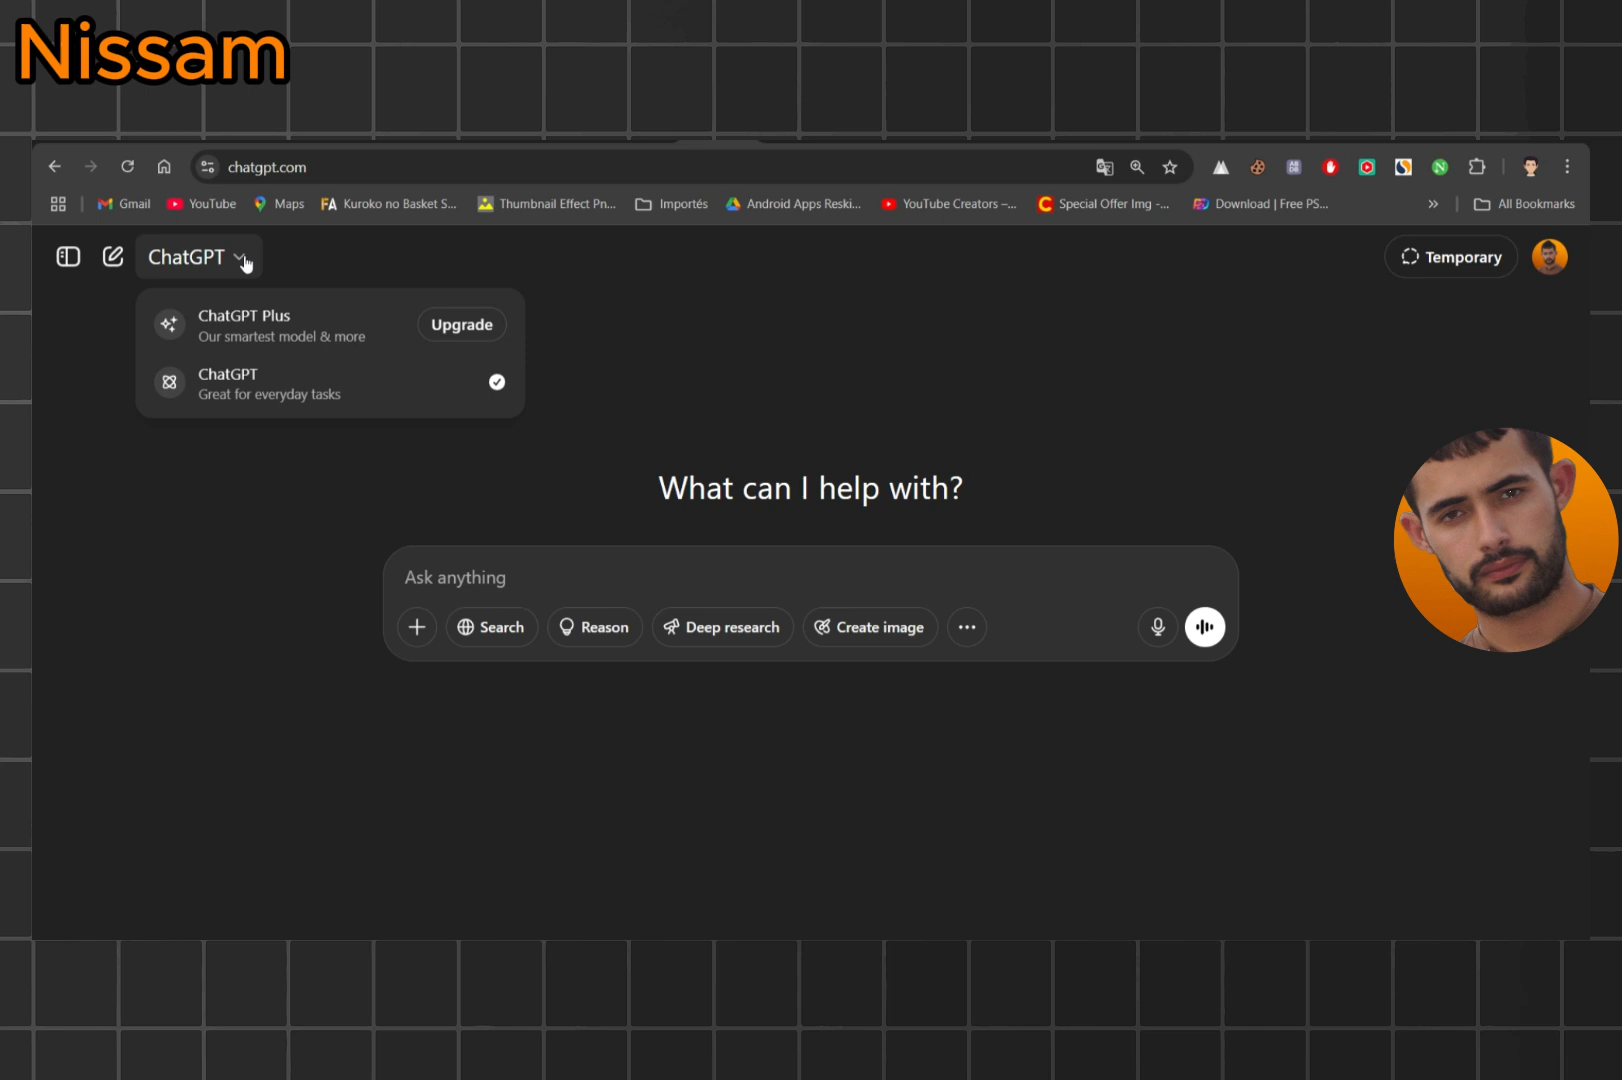 Nissam
chatgpt.com
Gmail YouTube Maps FA Kuroko no Basket S... Thumbnail Effect Pn... Importés Android Apps Reski... YouTube Creators –... Special Offer Img -... Download | Free PS... » All Bookmarks
ChatGPT Temporary
ChatGPT Plus
Our smartest model & more
Upgrade
ChatGPT
Great for everyday tasks
What can I help with?
Ask anything
Search Reason Deep research Create image